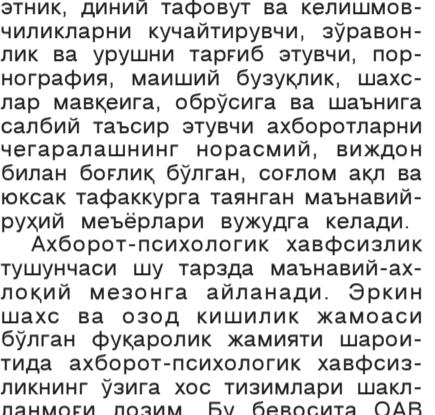 этник, диний тафовут ва келишмов-
чиликларни кучайтирувчи, зўравон-
лик ва урушни тарғиб этувчи, пор-
нография, маиший бузуқлик, шахс-
лар мавқеига, обрўсига ва шаънига
салбий таъсир этувчи ахборотларни
чегаралашнинг норасмий, виждон
билан боғлиқ бўлган, соғлом ақл ва
юксак тафаккурга таянган маънавий-
руҳий меъёрлари вужудга келади.
Ахборот-психологик хавфсизлик
тушунчаси шу тарзда маънавий-ах-
лоқий мезонга айланади. Эркин
шахс ва озод кишилик жамоаси
бўлган фуқаролик жамияти шарои-
тида ахборот-психологик хавфсиз-
ликнинг ўзига хос тизимлари шакл-
ланмоғи лозим. Бу бевосита ОАВ